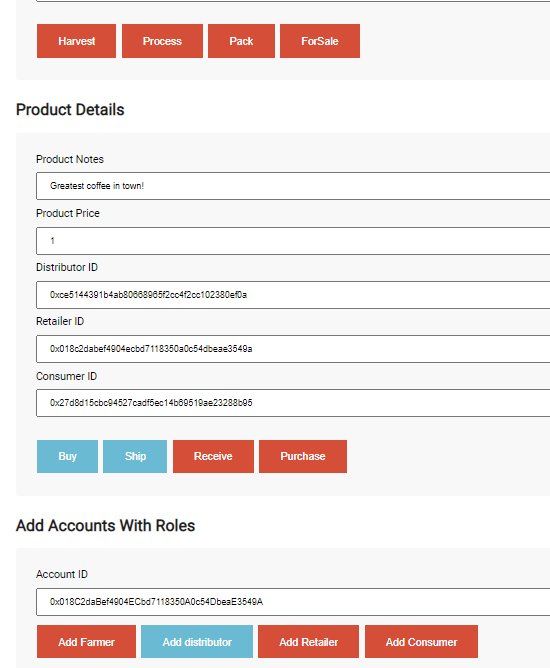 Harvest Process Pack ForSale
Product Details
Product Notes
Greatest coffee in town!
Product Price
1
Distributor ID
0xce5144391b4ab80668965f2cc4f2cc102380ef0a
Retailer ID
0x018c2dabef4904ecbd7118350a0c54dbeae3549a
Consumer ID
0x27d8d15cbc94527cadf5ec14b69519ae23288b95
Buy Ship Receive Purchase
Add Accounts With Roles
Account ID
0x018C2daBef4904ECbd7118350A0c54DbeaE3549A
Add Farmer Add distributor Add Retailer Add Consumer